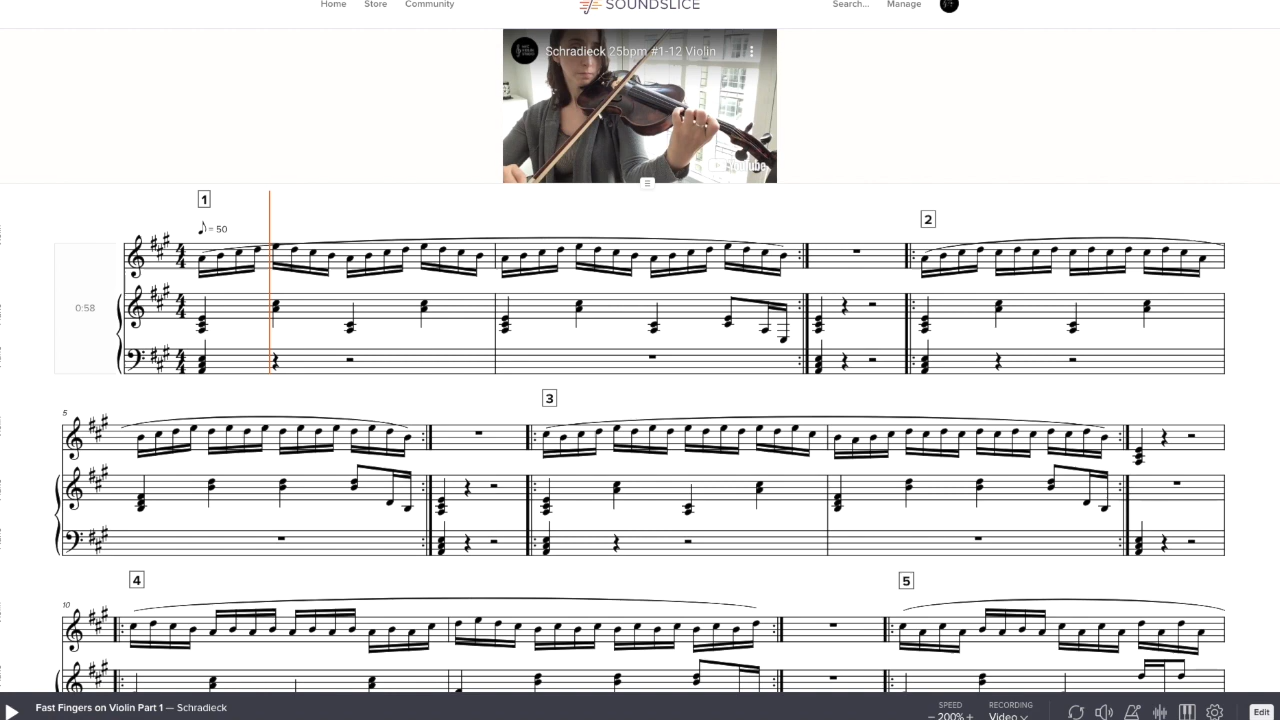 Home Store Community SOUNDSLICE Search... Manage
Schradieck 25bpm #1-12 Violin
YouTube
1
= 50
2
0:58
5
3
4
10
5
Fast Fingers on Violin Part 1 — Schradieck
SPEED
− 200% +
RECORDING
Video
Edit